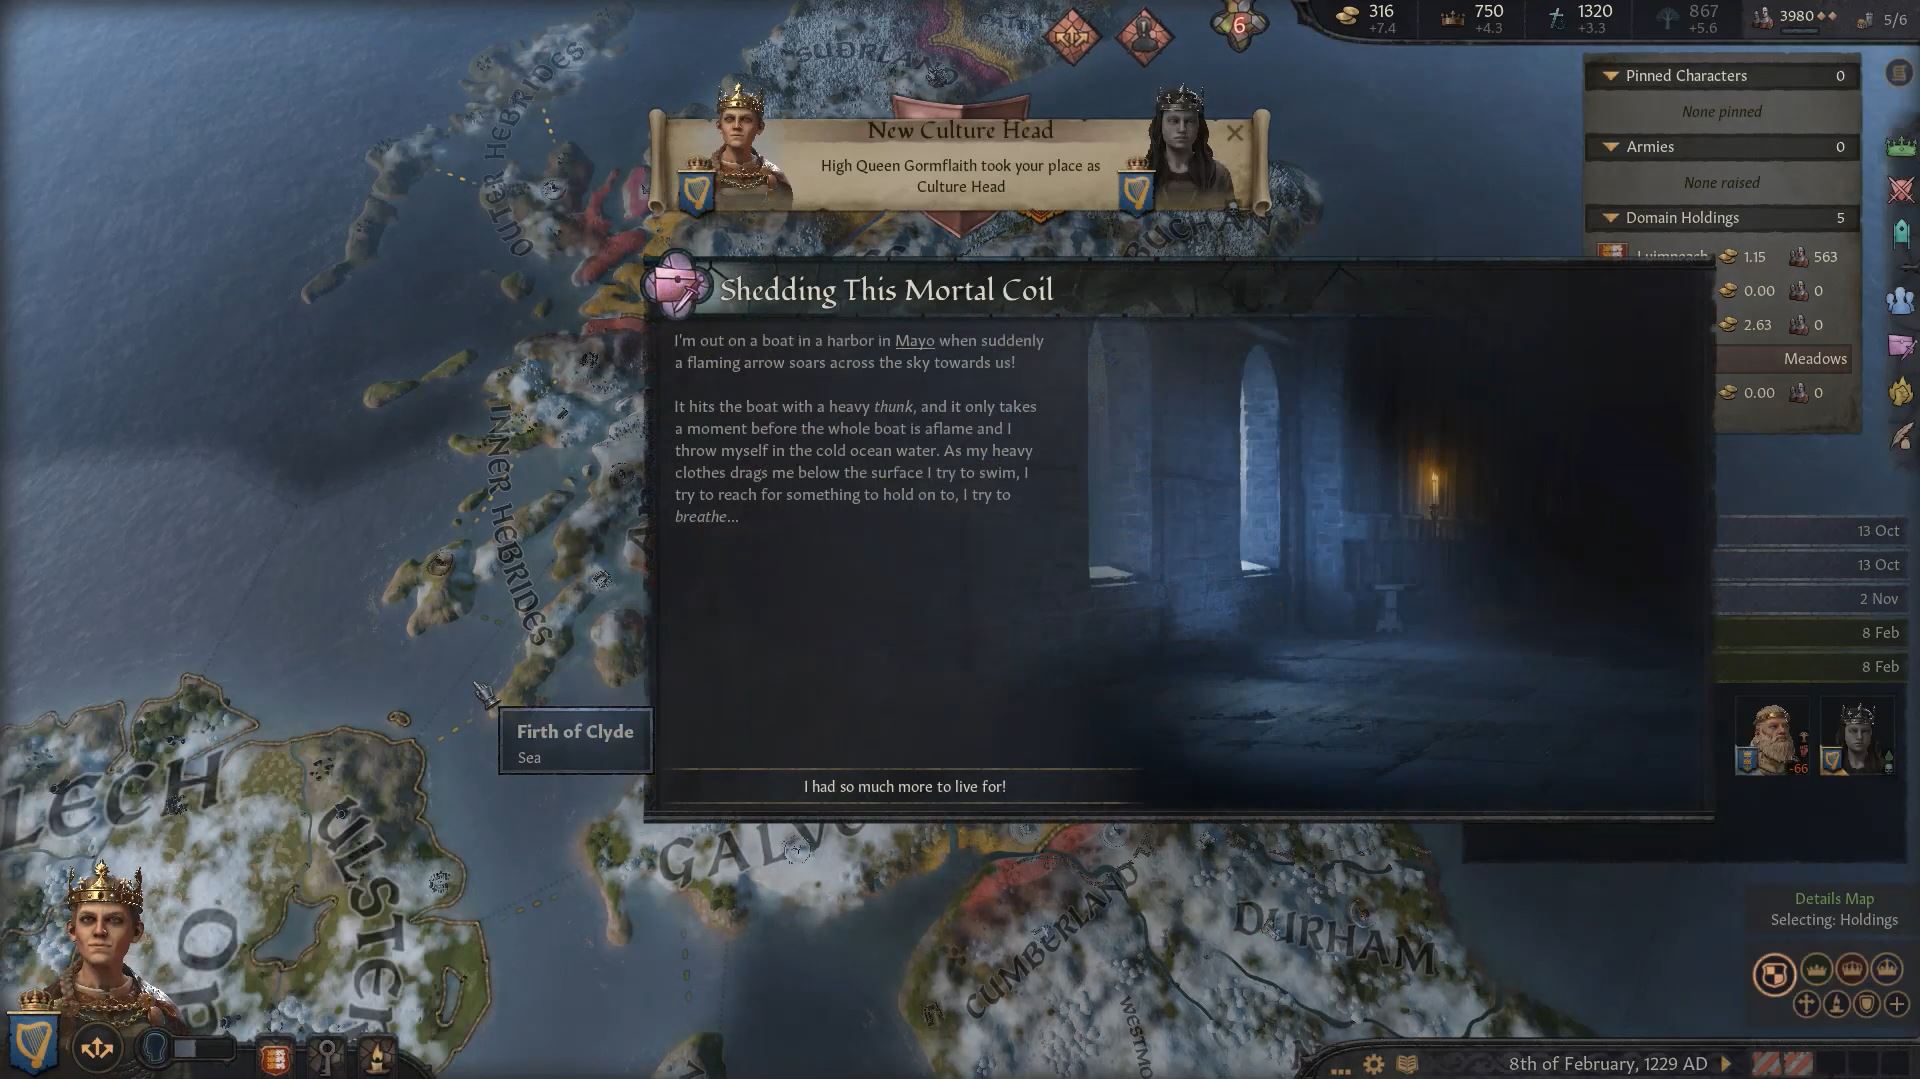 316
+7.4
750
+4.3
1320
+3.3
867
+5.6
3980
5/6
6
SUÐRLAND
OUTER HEBRIDES
New Culture Head
High Queen Gormflaith took your place as
Culture Head
BUCHAN
Pinned Characters 0
None pinned
Armies 0
None raised
Domain Holdings 5
Luimneach 1.15 563
0.00 0
2.63 0
Meadows
0.00 0
Shedding This Mortal Coil
I'm out on a boat in a harbor in Mayo when suddenly
a flaming arrow soars across the sky towards us!
It hits the boat with a heavy thunk, and it only takes
a moment before the whole boat is aflame and I
throw myself in the cold ocean water. As my heavy
clothes drags me below the surface I try to swim, I
try to reach for something to hold on to, I try to
breathe...
I had so much more to live for!
INNER HEBRIDES
Firth of Clyde
Sea
13 Oct
13 Oct
2 Nov
8 Feb
8 Feb
-66
LECH
ULSTER
GALW
CUMBERLAND
DURHAM
WESTMO
Details Map
Selecting: Holdings
8th of February, 1229 AD